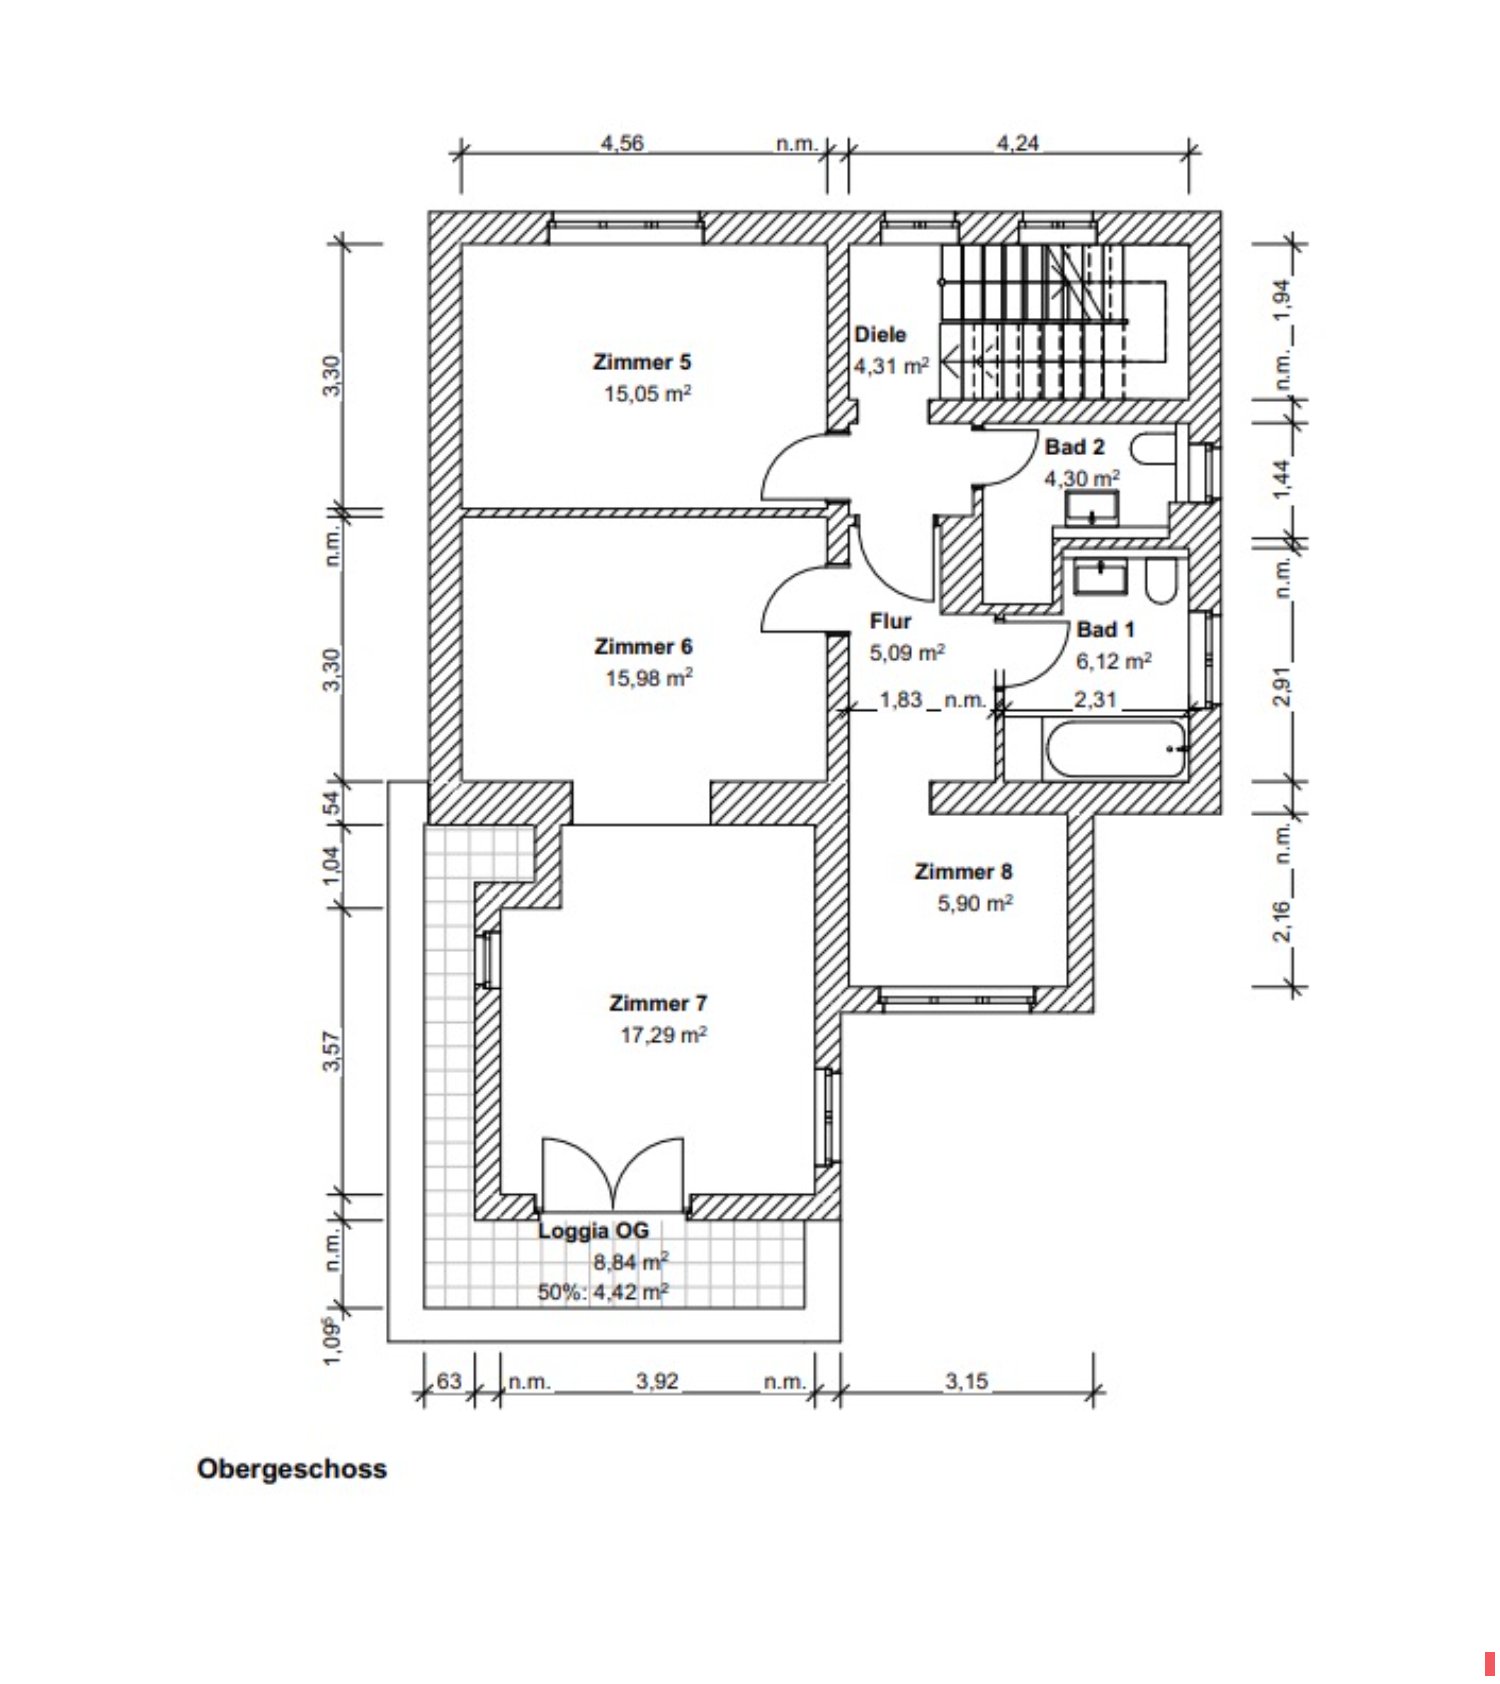 4,56 n.m. 4,24
3,30
n.m.
3,30
54
1,04
3,57
n.m.
1,09⁵
Zimmer 5
15,05 m²
Diele
4,31 m²
Bad 2
4,30 m²
Zimmer 6
15,98 m²
Flur
5,09 m²
1,83 n.m.
Bad 1
6,12 m²
2,31
Zimmer 8
5,90 m²
Zimmer 7
17,29 m²
Loggia OG
8,84 m²
50%: 4,42 m²
1,94
n.m.
1,44
n.m.
2,91
n.m.
2,16
63 n.m. 3,92 n.m. 3,15
Obergeschoss